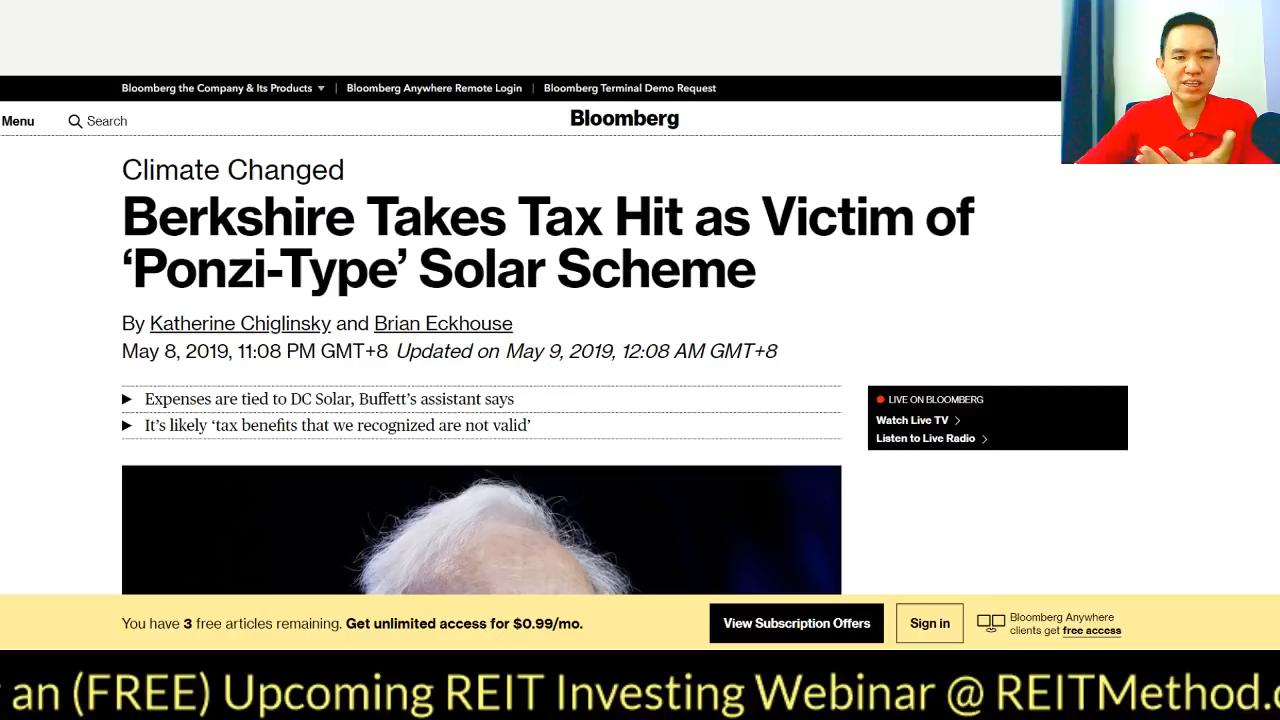 Bloomberg the Company & Its Products
Bloomberg Anywhere Remote Login
Bloomberg Terminal Demo Request
Menu
Search
Bloomberg
Climate Changed
Berkshire Takes Tax Hit as Victim of
‘Ponzi-Type’ Solar Scheme
By Katherine Chiglinsky and Brian Eckhouse
May 8, 2019, 11:08 PM GMT+8 Updated on May 9, 2019, 12:08 AM GMT+8
Expenses are tied to DC Solar, Buffett’s assistant says
It’s likely ‘tax benefits that we recognized are not valid’
LIVE ON BLOOMBERG
Watch Live TV
Listen to Live Radio
You have 3 free articles remaining. Get unlimited access for $0.99/mo.
View Subscription Offers
Sign in
Bloomberg Anywhere
clients get free access
an (FREE) Upcoming REIT Investing Webinar @ REITMethod.